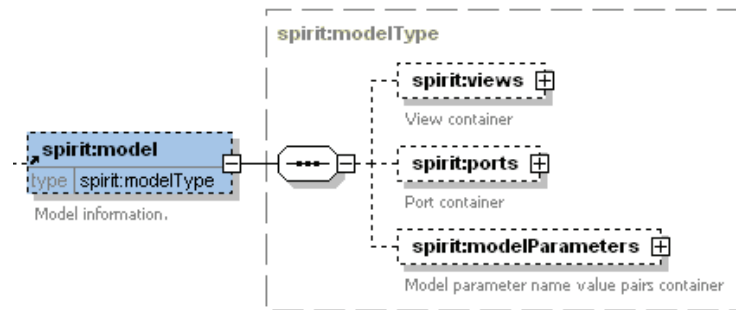 spirit:modelType
spirit:views
View container
spirit:model
type spirit:modelType
Model information.
spirit:ports
Port container
spirit:modelParameters
Model parameter name value pairs container